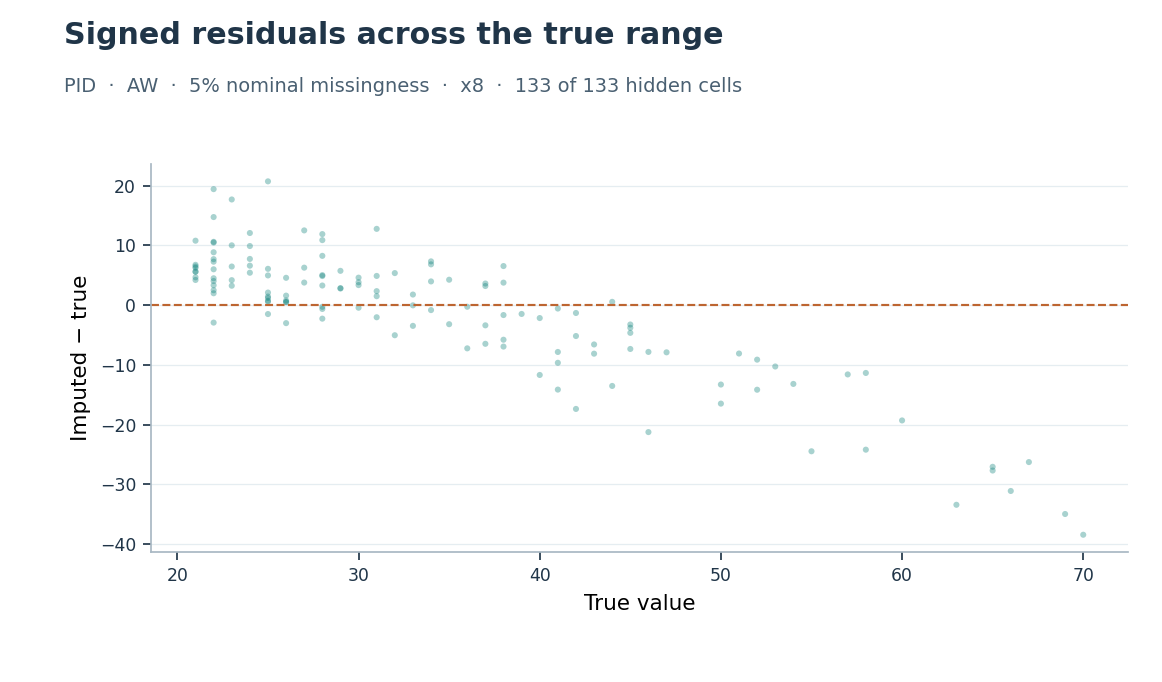 Signed residuals across the true range
PID · AW · 5% nominal missingness · x8 · 133 of 133 hidden cells
Imputed − true
20
10
0
−10
−20
−30
−40
20 30 40 50 60 70
True value